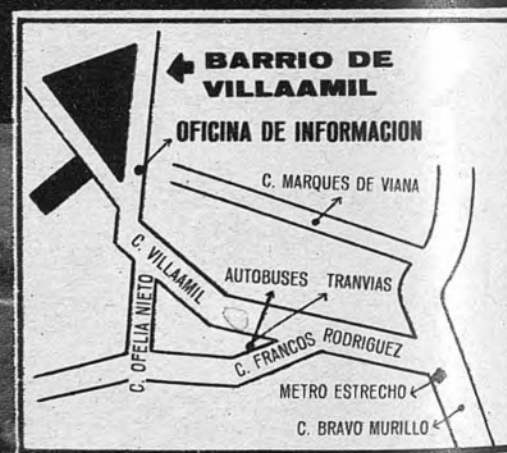 BARRIO DE
VILLAAMIL
OFICINA DE INFORMACION
C. MARQUES DE VIANA
C. VILLAAMIL
AUTOBUSES
TRANVIAS
C. OFELIA NIETO
C. FRANCOS RODRIGUEZ
METRO ESTRECHO
C. BRAVO MURILLO